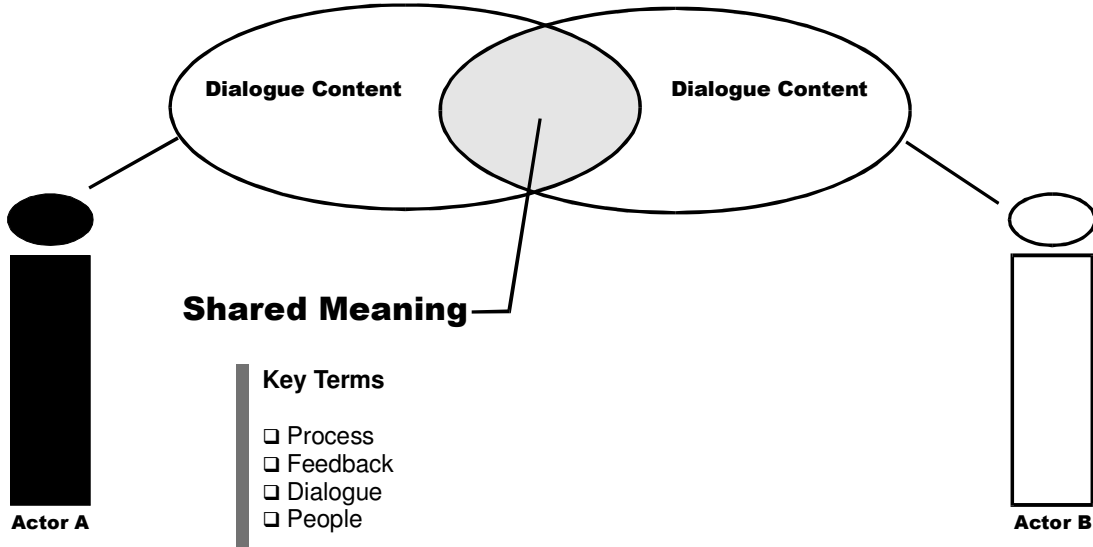 Dialogue Content
Dialogue Content
Shared Meaning
Key Terms
❑ Process
❑ Feedback
❑ Dialogue
❑ People
Actor A
Actor B